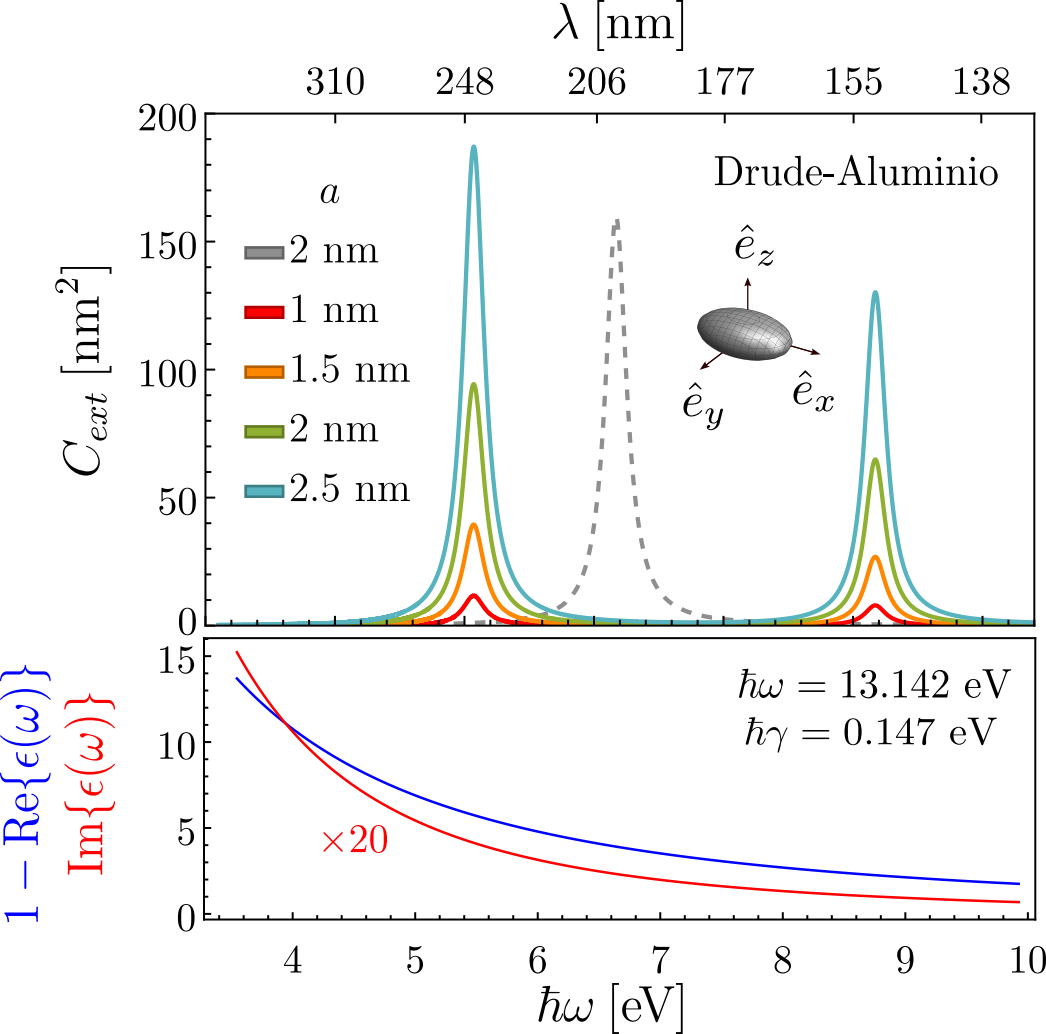 λ [nm]
310 248 206 177 155 138
200
150
100
50
0
C_ext [nm²]
a
2 nm
1 nm
1.5 nm
2 nm
2.5 nm
Drude-Aluminio
ê_z
ê_y
ê_x
15
10
5
0
1 − Re{ϵ(ω)}
Im{ϵ(ω)}
×20
ħω = 13.142 eV
ħγ = 0.147 eV
4 5 6 7 8 9 10
ħω [eV]